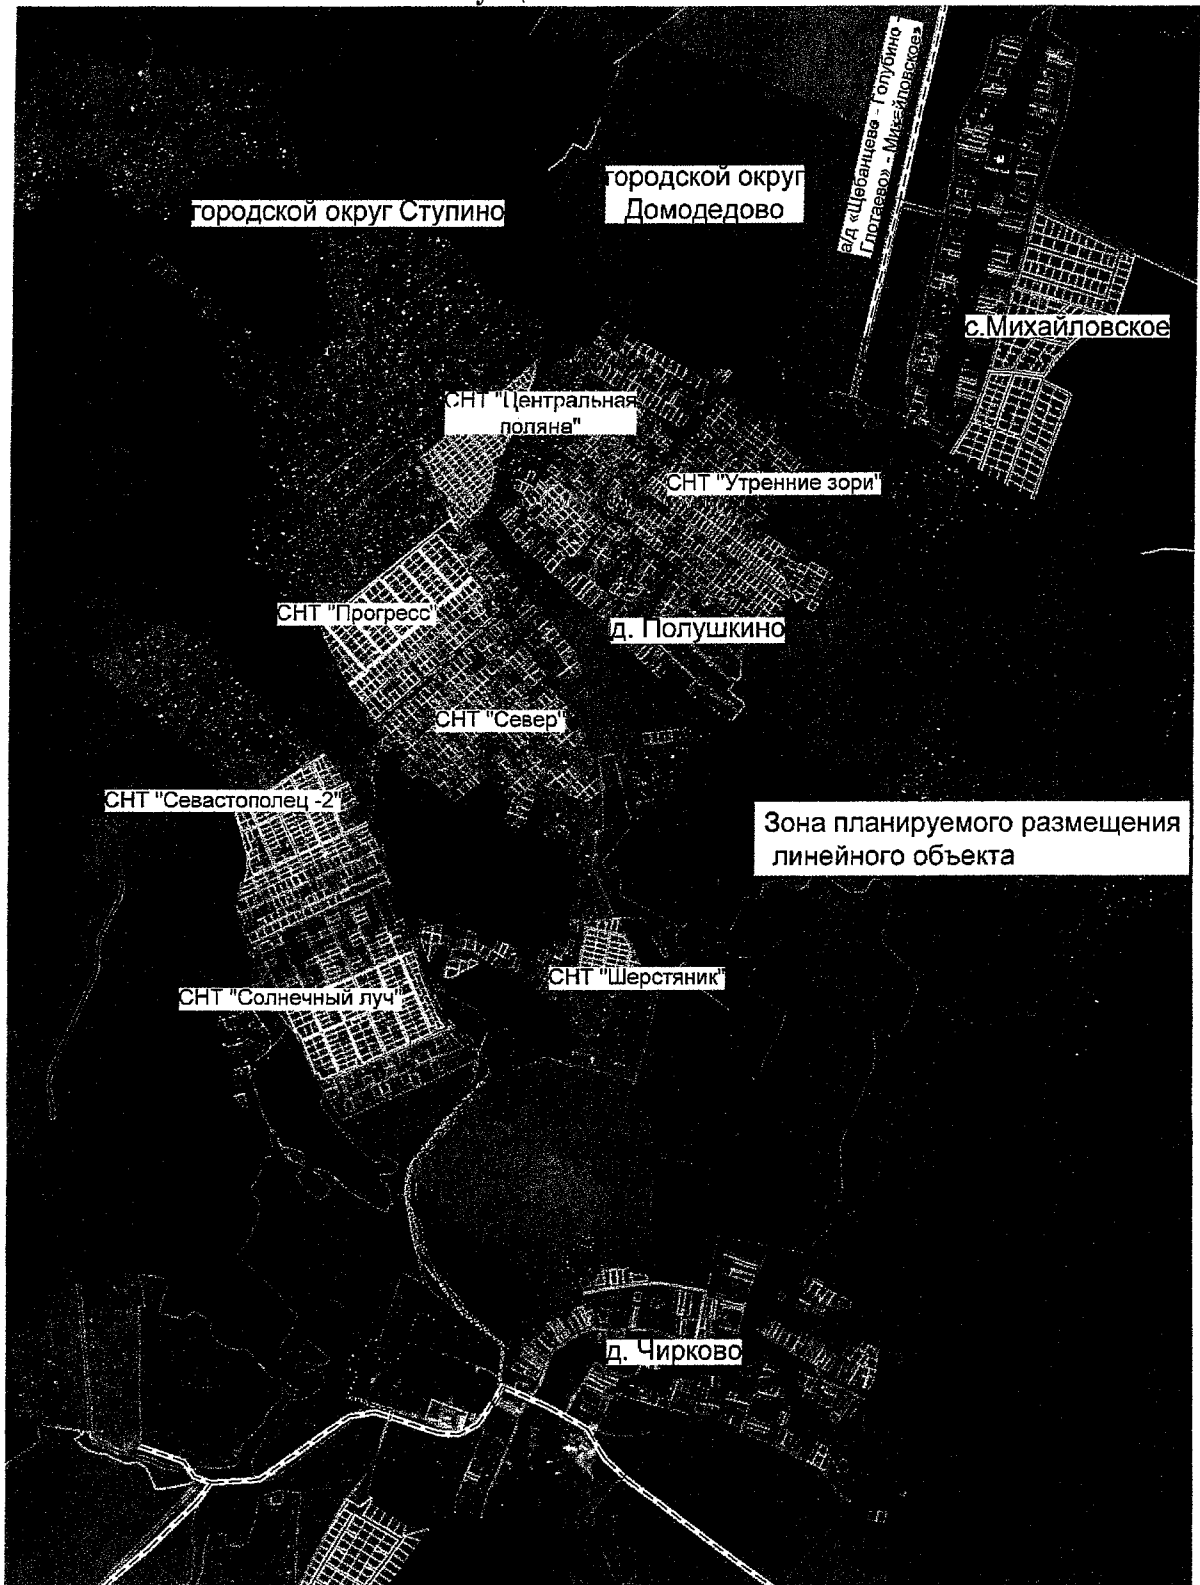 а/д «Щебанцево - Голубино -
Глотаево» - Михайловское»
городской округ Ступино
городской округ
Домодедово
с.Михайловское
СНТ "Центральная
поляна"
СНТ "Утренние зори"
СНТ "Прогресс"
д. Полушкино
СНТ "Север"
СНТ "Севастополец -2"
Зона планируемого размещения
линейного объекта
СНТ "Шерстяник"
СНТ "Солнечный луч"
д. Чирково